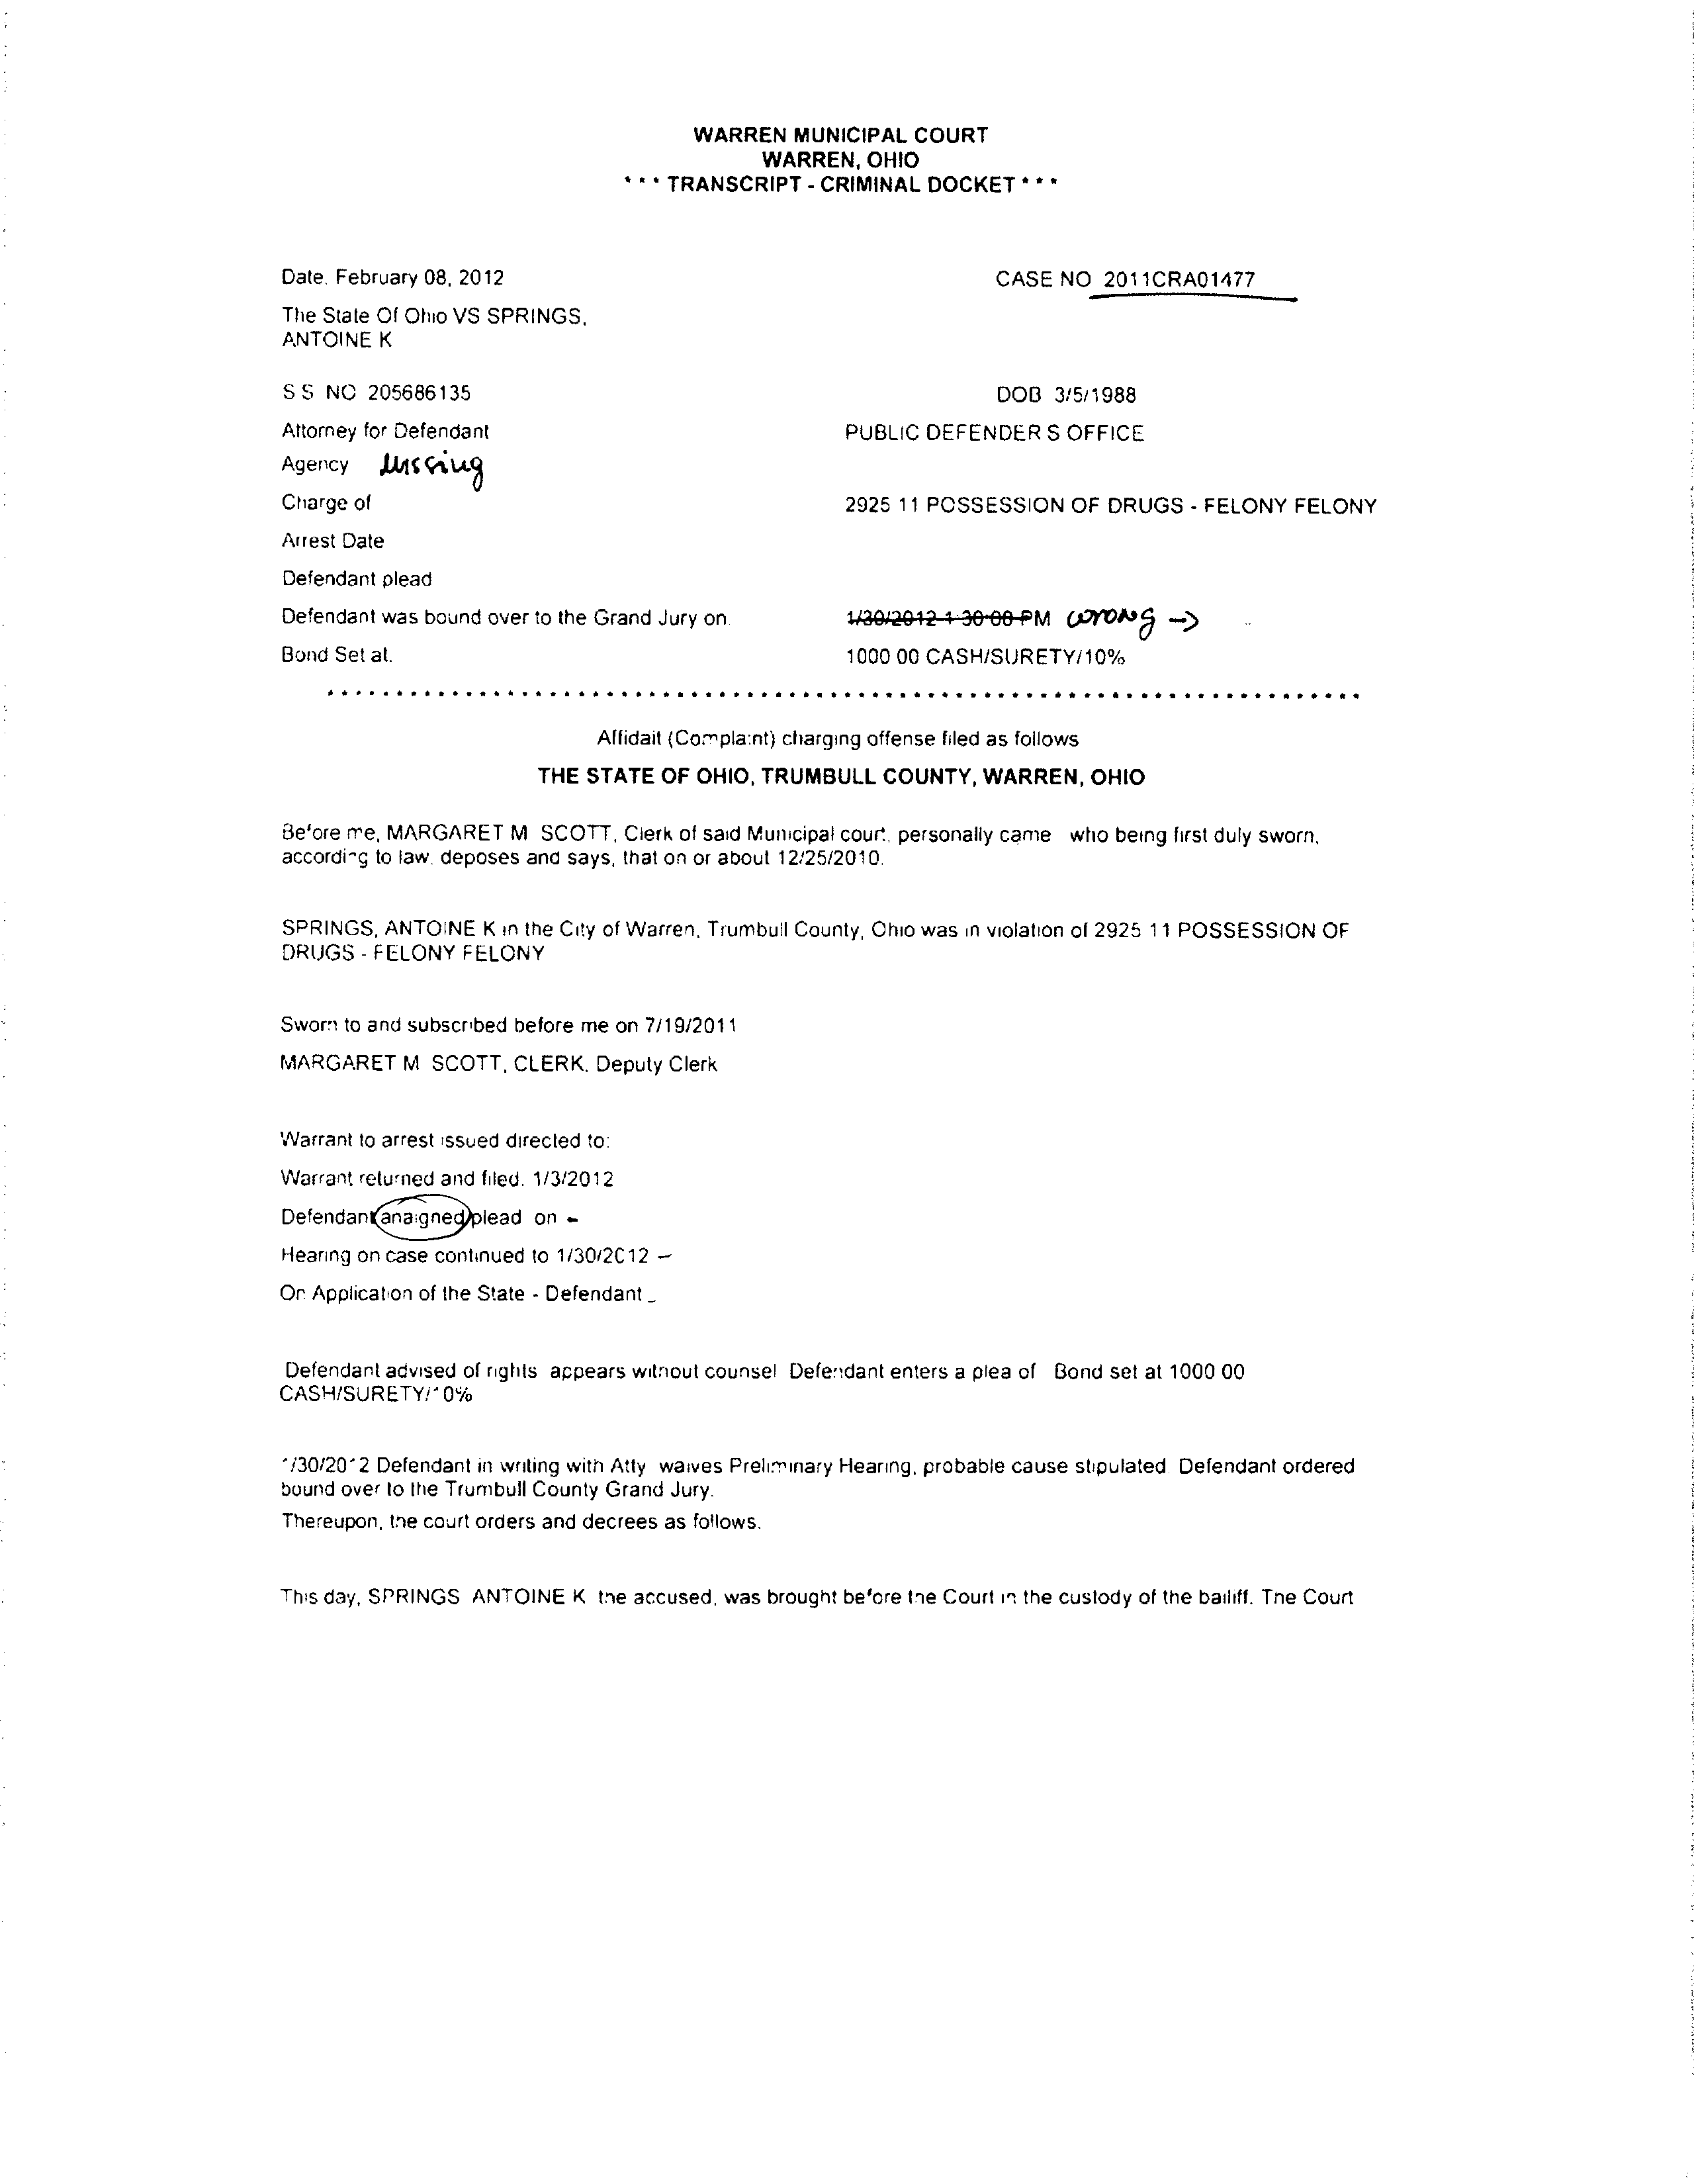 WARREN MUNICIPAL COURT
WARREN, OHIO
* * * TRANSCRIPT - CRIMINAL DOCKET * * *
Date. February 08, 2012 CASE NO 2011CRA01477
The State Of Ohio VS SPRINGS,
ANTOINE K
S S NO 205686135 DOB 3/5/1988
Attorney for Defendant PUBLIC DEFENDER S OFFICE
Agency Missing
Charge of 2925 11 POSSESSION OF DRUGS - FELONY FELONY
Arrest Date
Defendant plead
Defendant was bound over to the Grand Jury on 1/30/2012 1:30:00 PM wrong ->
Bond Set at. 1000 00 CASH/SURETY/10%
Affidait (Complaint) charging offense filed as follows
THE STATE OF OHIO, TRUMBULL COUNTY, WARREN, OHIO
Before me, MARGARET M SCOTT, Clerk of said Municipal court, personally came who being first duly sworn,
according to law, deposes and says, that on or about 12/25/2010.
SPRINGS, ANTOINE K in the City of Warren, Trumbull County, Ohio was in violation of 2925 11 POSSESSION OF
DRUGS - FELONY FELONY
Sworn to and subscribed before me on 7/19/2011
MARGARET M SCOTT, CLERK, Deputy Clerk
Warrant to arrest issued directed to:
Warrant returned and filed. 1/3/2012
Defendant arraigned/plead on -
Hearing on case continued to 1/30/2012 -
On Application of the State - Defendant _
Defendant advised of rights appears without counsel Defendant enters a plea of Bond set at 1000 00
CASH/SURETY/10%
1/30/2012 Defendant in writing with Atty waives Preliminary Hearing, probable cause stipulated Defendant ordered
bound over to the Trumbull County Grand Jury.
Thereupon, the court orders and decrees as follows.
This day, SPRINGS ANTOINE K the accused, was brought before the Court in the custody of the bailiff. The Court